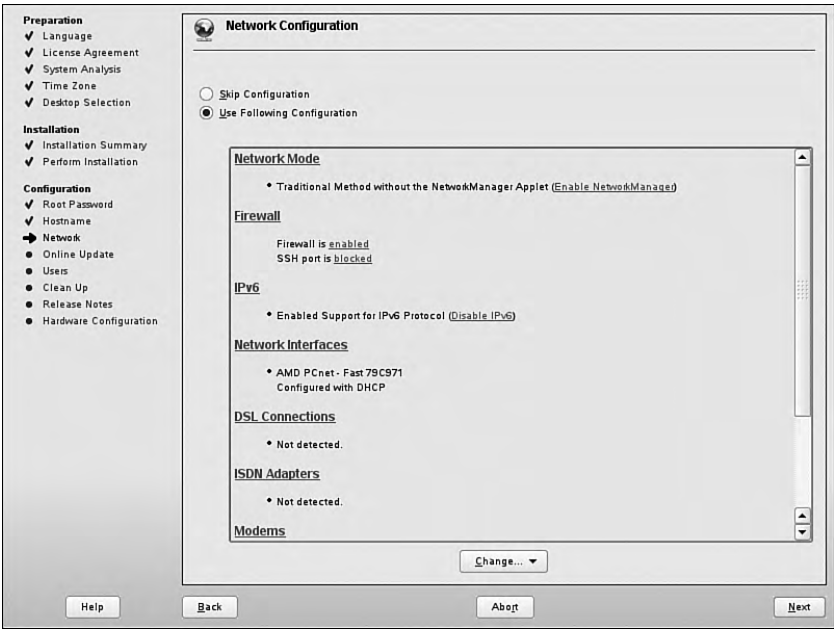 Preparation
Language
License Agreement
System Analysis
Time Zone
Desktop Selection
Installation
Installation Summary
Perform Installation
Configuration
Root Password
Hostname
Network
Online Update
Users
Clean Up
Release Notes
Hardware Configuration
Network Configuration
Skip Configuration
Use Following Configuration
Network Mode
• Traditional Method without the NetworkManager Applet (Enable NetworkManager)
Firewall
Firewall is enabled
SSH port is blocked
IPv6
• Enabled Support for IPv6 Protocol (Disable IPv6)
Network Interfaces
• AMD PCnet - Fast 79C971
Configured with DHCP
DSL Connections
• Not detected.
ISDN Adapters
• Not detected.
Modems
Change...
Help
Back
Abort
Next